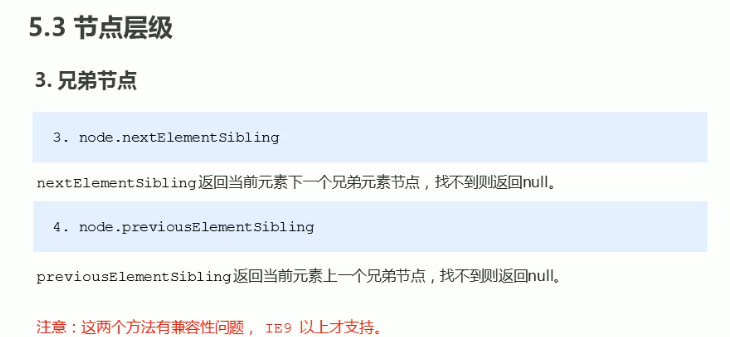 5.3 节点层级
3. 兄弟节点
3. node.nextElementSibling
nextElementSibling返回当前元素下一个兄弟元素节点，找不到则返回null。
4. node.previousElementSibling
previousElementSibling返回当前元素上一个兄弟节点，找不到则返回null。
注意：这两个方法有兼容性问题， IE9 以上才支持。